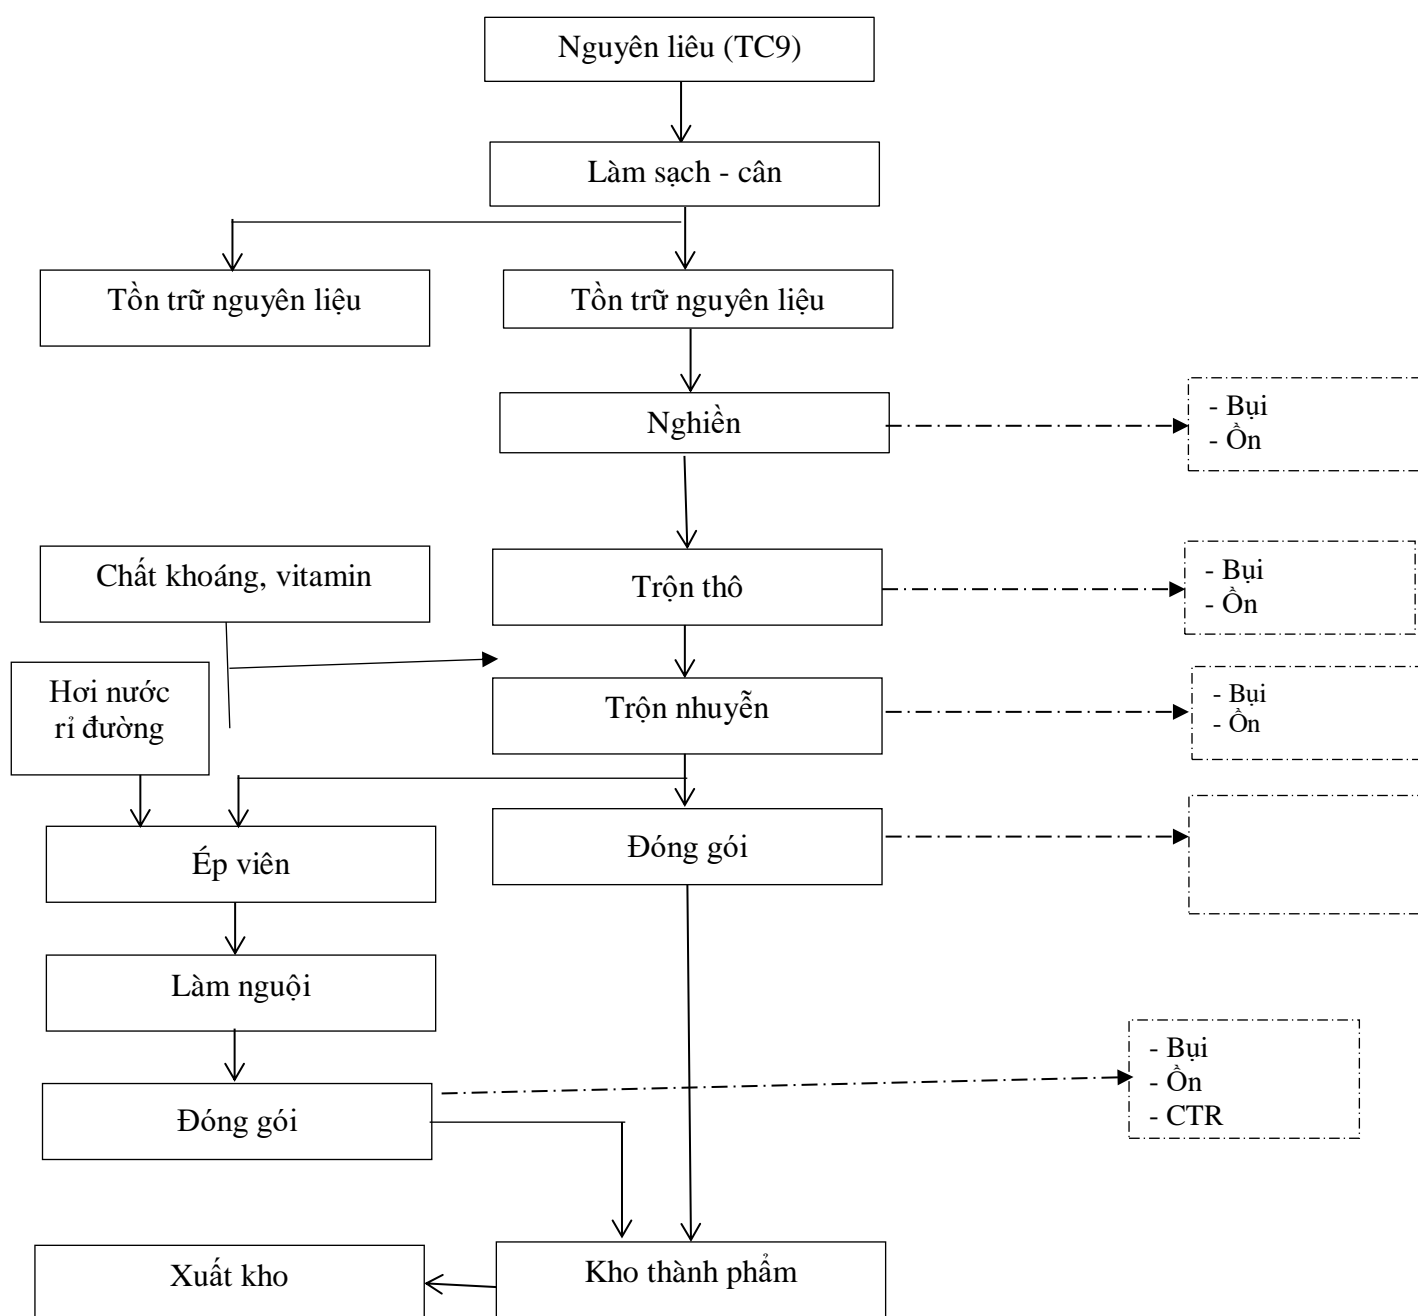 Nguyên liêu (TC9)
Làm sạch - cân
Tồn trữ nguyên liệu
Tồn trữ nguyên liệu
Nghiền
- Bụi
- Ồn
Chất khoáng, vitamin
Trộn thô
- Bụi
- Ồn
Hơi nước
rỉ đường
Trộn nhuyễn
- Bụi
- Ồn
Ép viên
Đóng gói
Làm nguội
Đóng gói
- Bụi
- Ồn
- CTR
Xuất kho
Kho thành phẩm